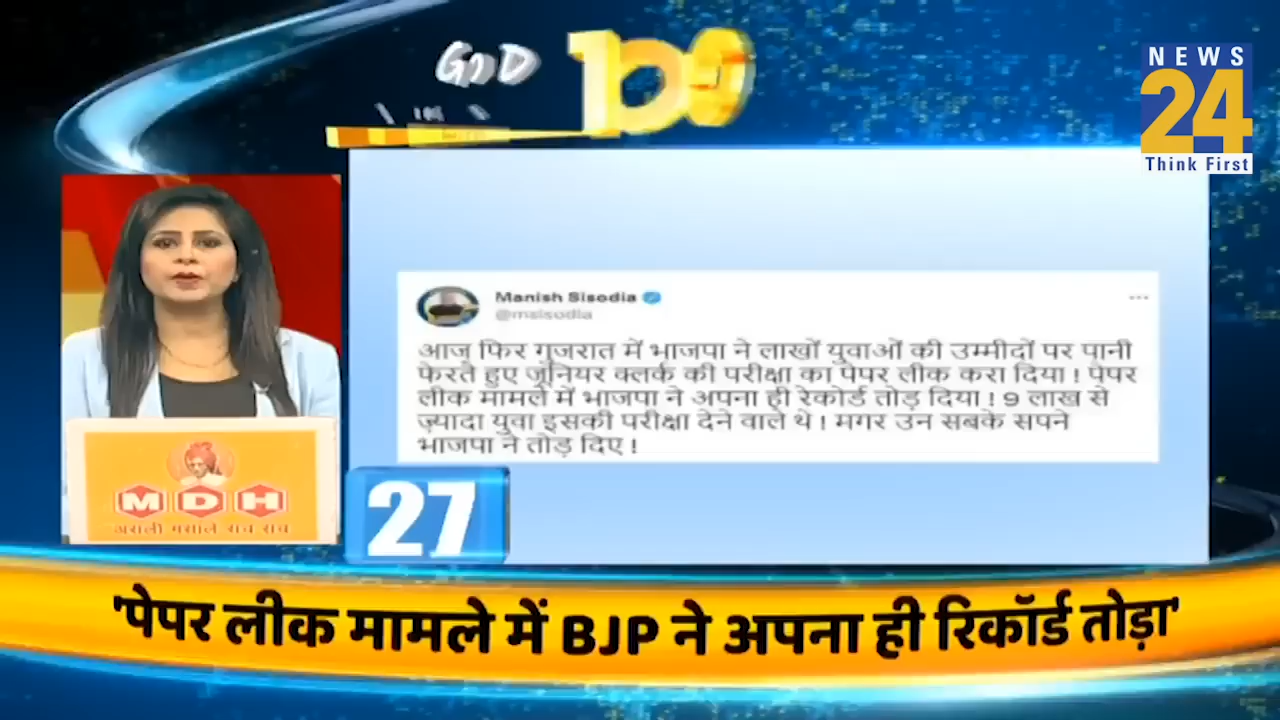 100
NEWS
24
Think First
Manish Sisodia
@msisodia
आज फिर गुजरात में भाजपा ने लाखों युवाओं की उम्मीदों पर पानी
फेरते हुए जूनियर क्लर्क की परीक्षा का पेपर लीक करा दिया ! पेपर
लीक मामले में भाजपा ने अपना ही रेकोर्ड तोड़ दिया ! 9 लाख से
ज़्यादा युवा इसकी परीक्षा देने वाले थे ! मगर उन सबके सपने
भाजपा ने तोड़ दिए !
MDH
असली मसाले सच सच
27
'पेपर लीक मामले में BJP ने अपना ही रिकॉर्ड तोड़ा'